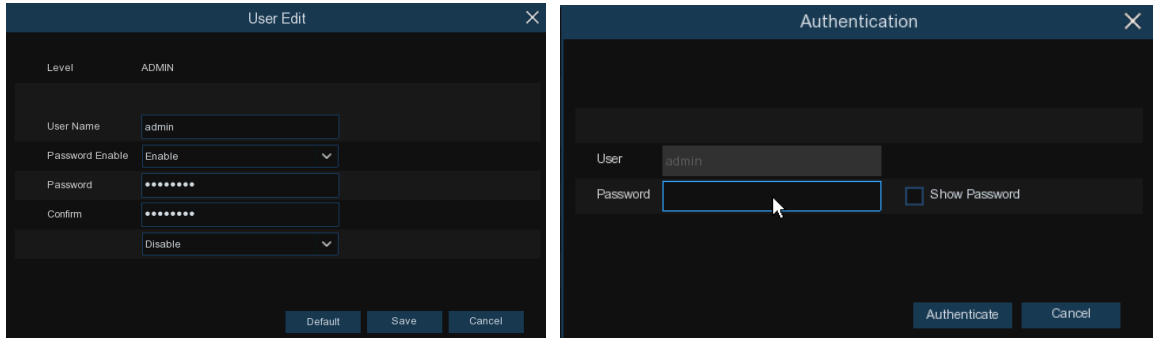 User Edit
Level ADMIN
User Name admin
Password Enable Enable
Password ••••••••
Confirm ••••••••
Disable
Default Save Cancel
Authentication
User admin
Password Show Password
Authenticate Cancel